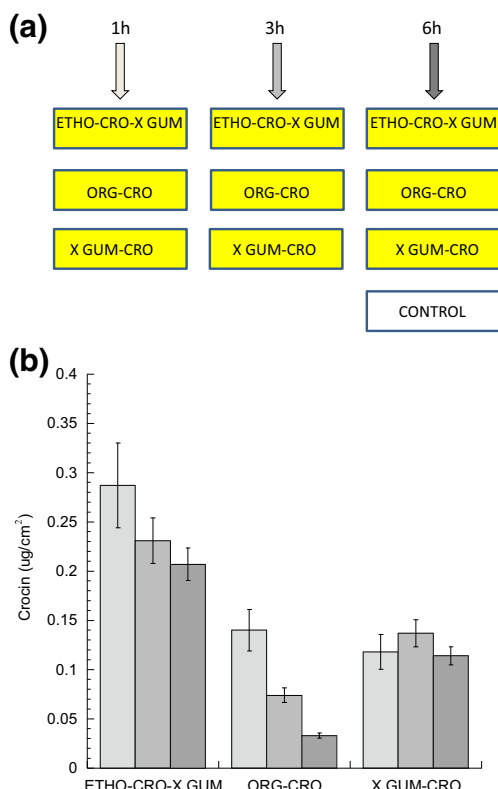 (a)
1h 3h 6h
ETHO-CRO-X GUM ETHO-CRO-X GUM ETHO-CRO-X GUM
ORG-CRO ORG-CRO ORG-CRO
X GUM-CRO X GUM-CRO X GUM-CRO
CONTROL
(b)
0.4
0.35
0.3
0.25
0.2
0.15
0.1
0.05
0
Crocin (ug/cm²)
ETHO-CRO-X GUM ORG-CRO X GUM-CRO